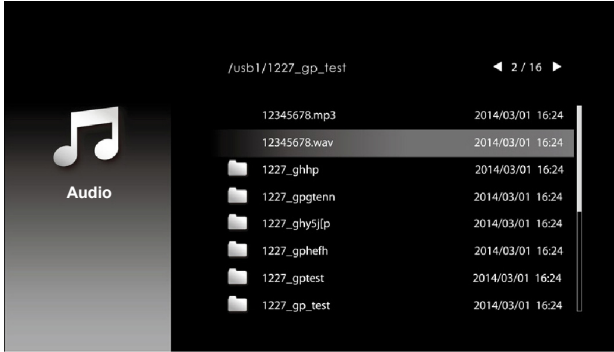 /usb1/1227_gp_test ◀ 2 / 16 ▶
12345678.mp3 2014/03/01 16:24
12345678.wav 2014/03/01 16:24
1227_ghhp 2014/03/01 16:24
Audio
1227_gpgtenn 2014/03/01 16:24
1227_ghy5j[p 2014/03/01 16:24
1227_gphefh 2014/03/01 16:24
1227_gptest 2014/03/01 16:24
1227_gp_test 2014/03/01 16:24